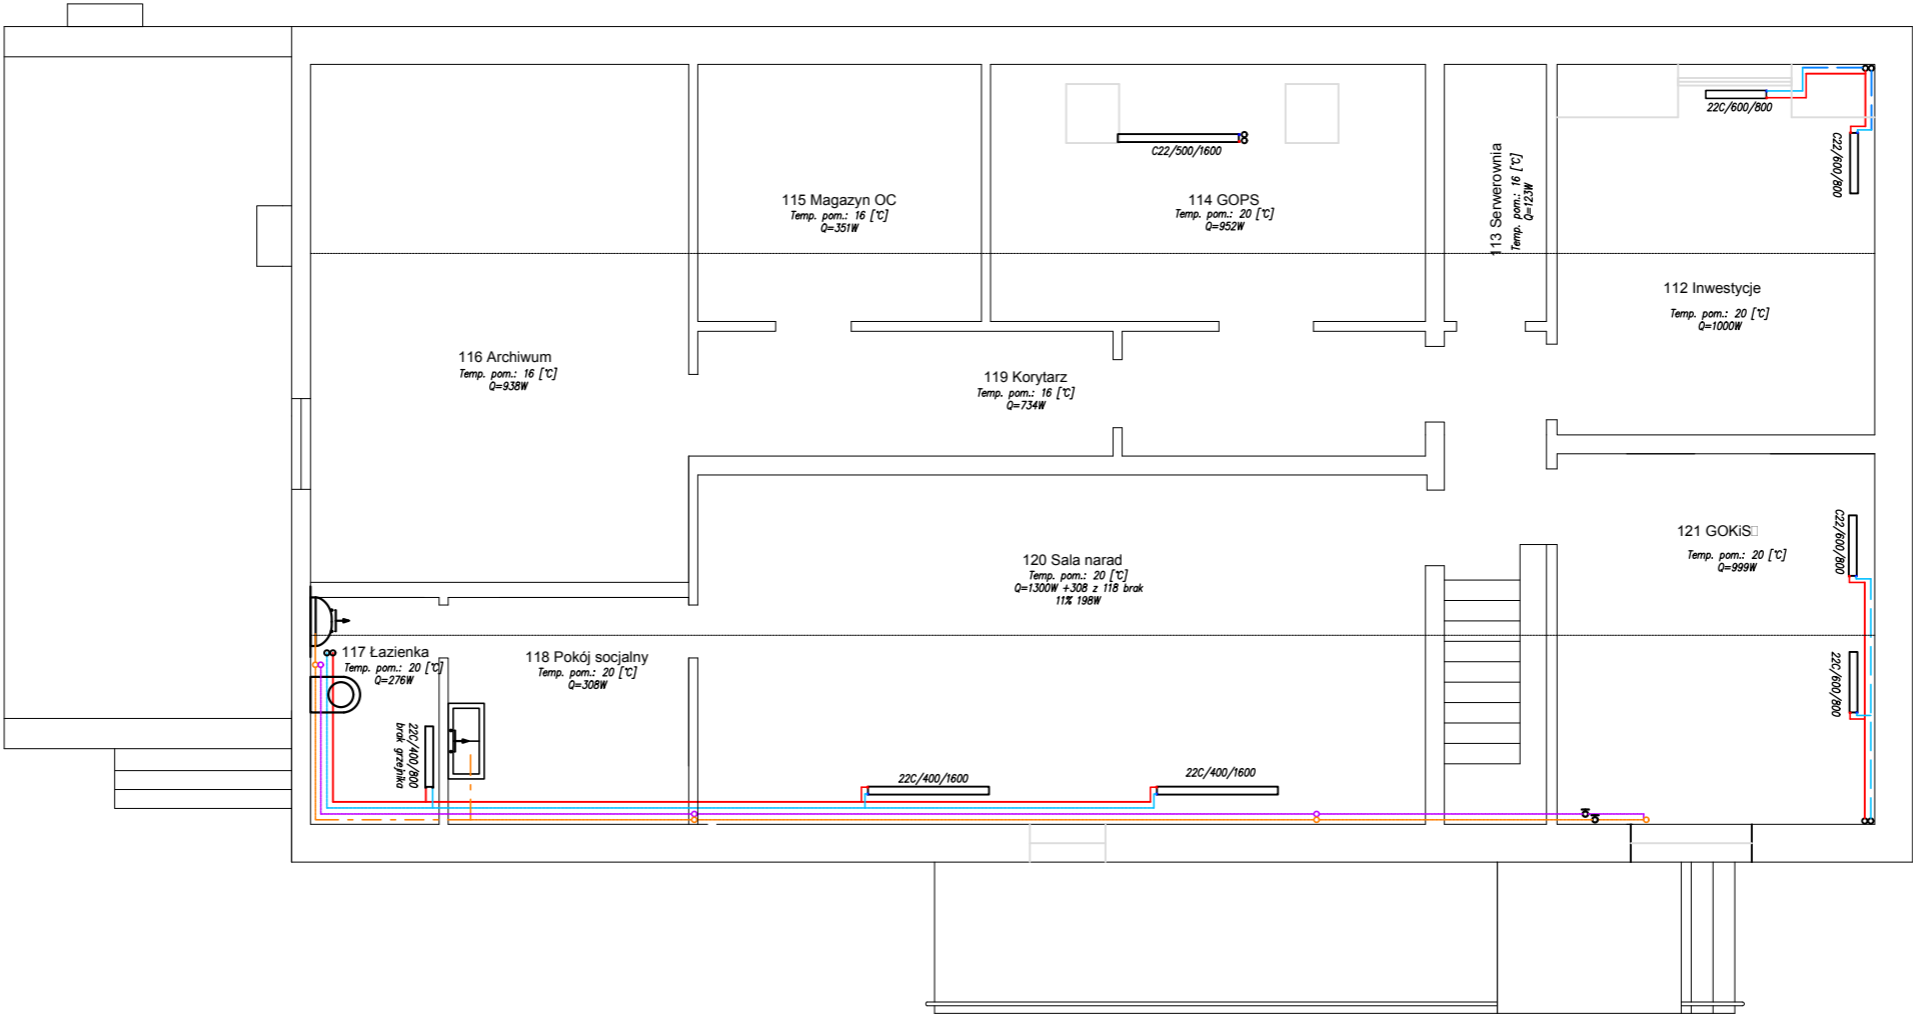 22C/600/800
C22/600/800
C22/500/1600
115 Magazyn OC
Temp. pom.: 16 [℃]
Q=351W
114 GOPS
Temp. pom.: 20 [℃]
Q=952W
113 Serwerownia
Temp. pom.: 16 [℃]
Q=123W
112 Inwestycje
Temp. pom.: 20 [℃]
Q=1000W
116 Archiwum
Temp. pom.: 16 [℃]
Q=938W
119 Korytarz
Temp. pom.: 16 [℃]
Q=734W
120 Sala narad
Temp. pom.: 20 [℃]
Q=1300W +308 z 118 brak
11% 198W
121 GOKiS
Temp. pom.: 20 [℃]
Q=999W
C22/600/800
22C/600/800
117 Łazienka
Temp. pom.: 20 [℃]
Q=276W
118 Pokój socjalny
Temp. pom.: 20 [℃]
Q=308W
22C/400/800
brak grzejnika
22C/400/1600
22C/400/1600